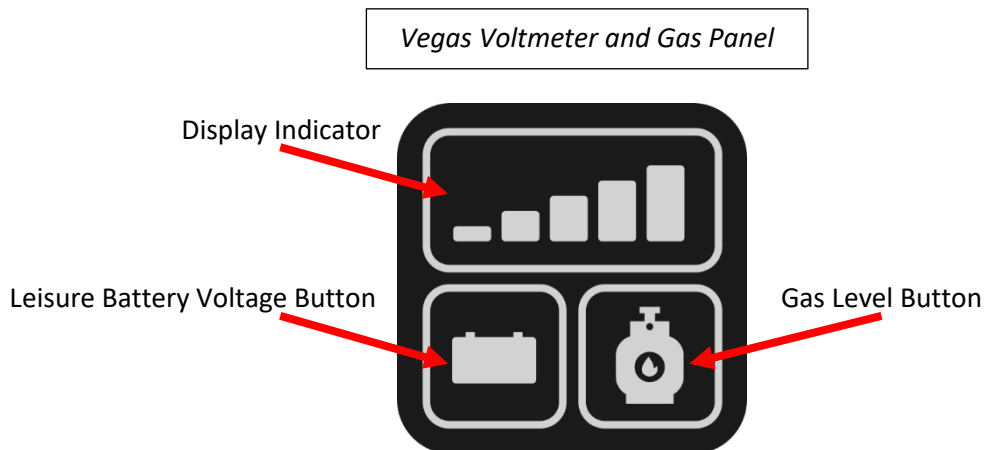 Vegas Voltmeter and Gas Panel
Display Indicator
Leisure Battery Voltage Button
Gas Level Button